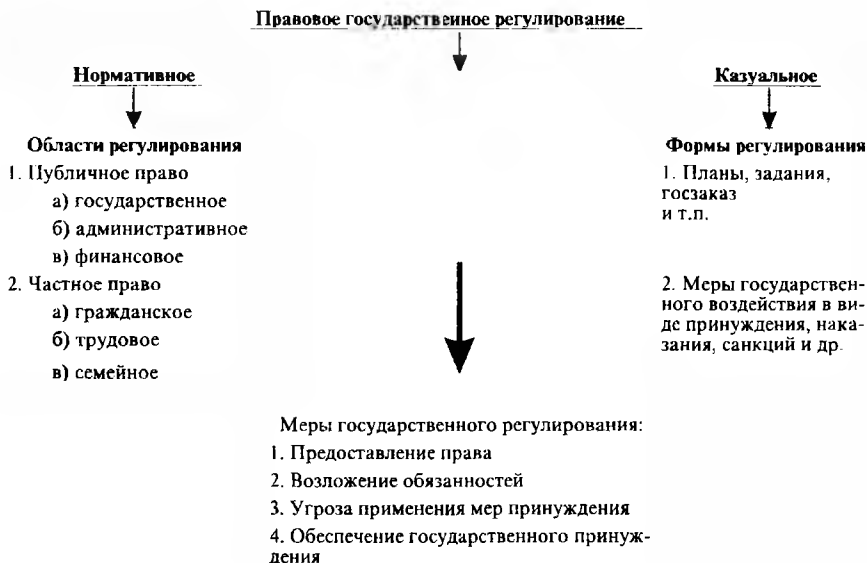 Правовое государственное регулирование
Нормативное
Области регулирования
1. Публичное право
а) государственное
б) административное
в) финансовое
2. Частное право
а) гражданское
б) трудовое
в) семейное
Казуальное
Формы регулирования
1. Планы, задания,
госзаказ
и т.п.
2. Меры государствен-
ного воздействия в ви-
де принуждения, нака-
зания, санкций и др.
Меры государственного регулирования:
1. Предоставление права
2. Возложение обязанностей
3. Угроза применения мер принуждения
4. Обеспечение государственного принуж-
дения